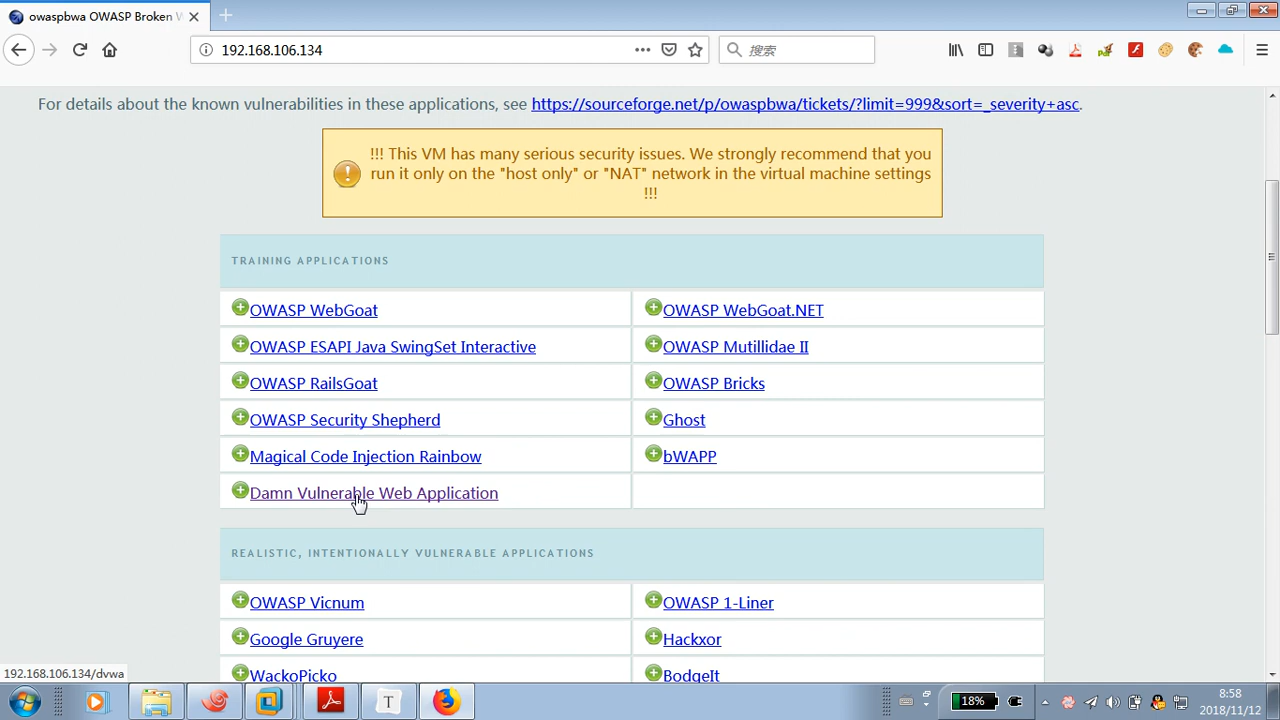 owaspbwa OWASP Broken W
192.168.106.134
搜索
For details about the known vulnerabilities in these applications, see https://sourceforge.net/p/owaspbwa/tickets/?limit=999&sort=_severity+asc.
!!! This VM has many serious security issues. We strongly recommend that you
run it only on the "host only" or "NAT" network in the virtual machine settings
!!!
TRAINING APPLICATIONS
OWASP WebGoat
OWASP WebGoat.NET
OWASP ESAPI Java SwingSet Interactive
OWASP Mutillidae II
OWASP RailsGoat
OWASP Bricks
OWASP Security Shepherd
Ghost
Magical Code Injection Rainbow
bWAPP
Damn Vulnerable Web Application
REALISTIC, INTENTIONALLY VULNERABLE APPLICATIONS
OWASP Vicnum
OWASP 1-Liner
Google Gruyere
Hackxor
WackoPicko
BodgeIt
192.168.106.134/dvwa
T
18%
8:58
2018/11/12